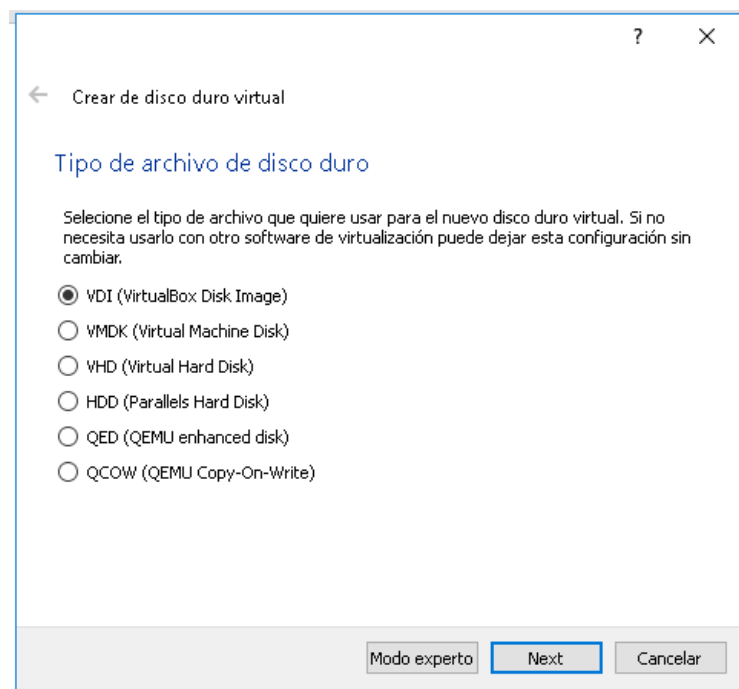 ?
Crear de disco duro virtual
Tipo de archivo de disco duro
Selecione el tipo de archivo que quiere usar para el nuevo disco duro virtual. Si no
necesita usarlo con otro software de virtualización puede dejar esta configuración sin
cambiar.
VDI (VirtualBox Disk Image)
VMDK (Virtual Machine Disk)
VHD (Virtual Hard Disk)
HDD (Parallels Hard Disk)
QED (QEMU enhanced disk)
QCOW (QEMU Copy-On-Write)
Modo experto Next Cancelar